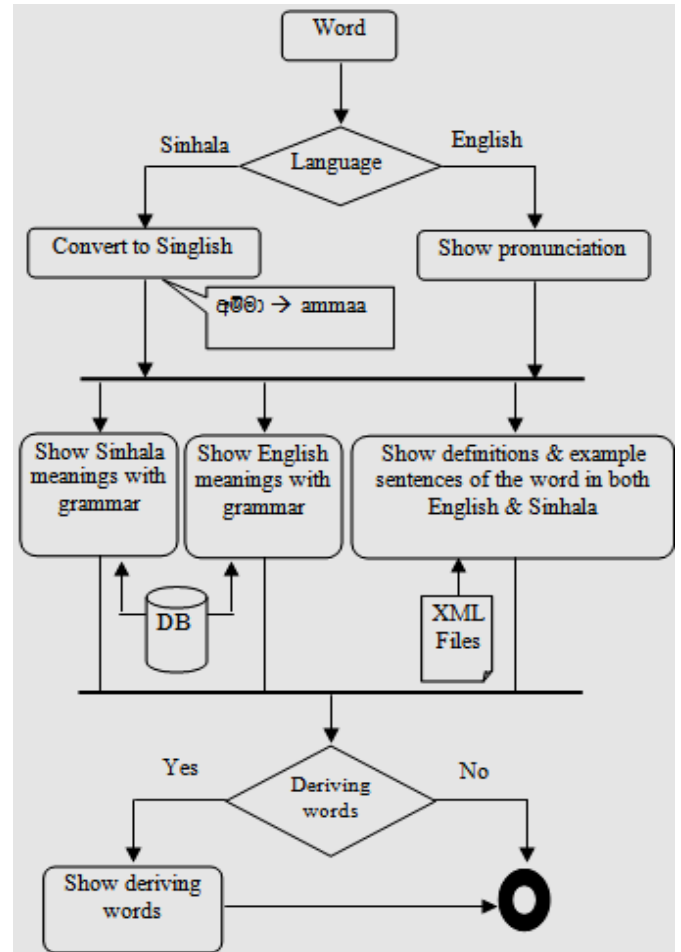 Word
Sinhala
English
Language
Convert to Singlish
Show pronunciation
අම්මා → ammaa
Show Sinhala
meanings with
grammar
Show English
meanings with
grammar
Show definitions & example
sentences of the word in both
English & Sinhala
DB
XML
Files
Yes
No
Deriving
words
Show deriving
words